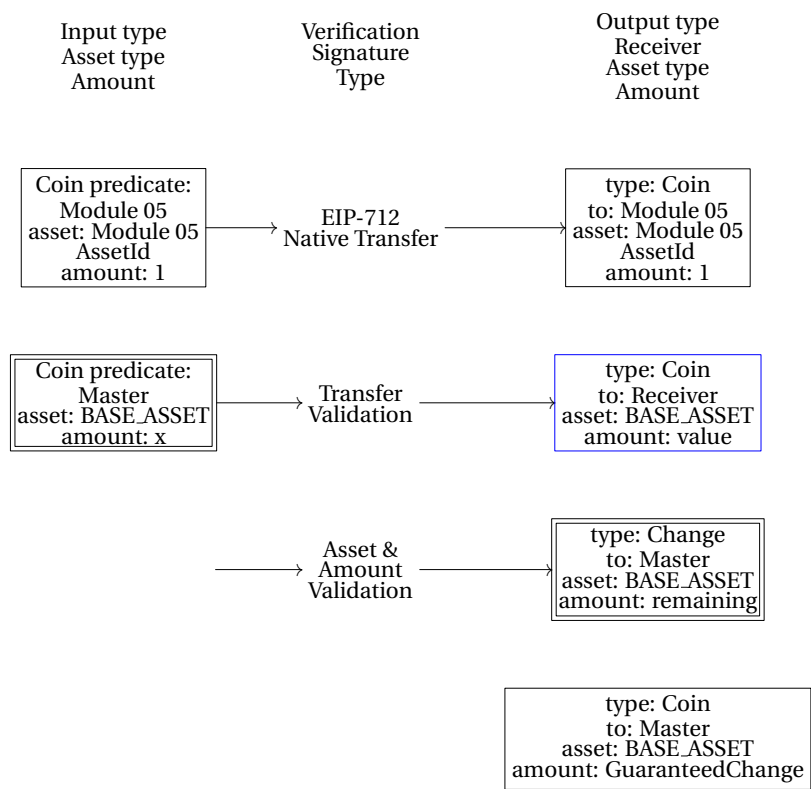 Input type
Asset type
Amount
Verification
Signature
Type
Output type
Receiver
Asset type
Amount
Coin predicate:
Module 05
asset: Module 05
AssetId
amount: 1
EIP-712
Native Transfer
type: Coin
to: Module 05
asset: Module 05
AssetId
amount: 1
Coin predicate:
Master
asset: BASE_ASSET
amount: x
Transfer
Validation
type: Coin
to: Receiver
asset: BASE_ASSET
amount: value
Asset &
Amount
Validation
type: Change
to: Master
asset: BASE_ASSET
amount: remaining
type: Coin
to: Master
asset: BASE_ASSET
amount: GuaranteedChange